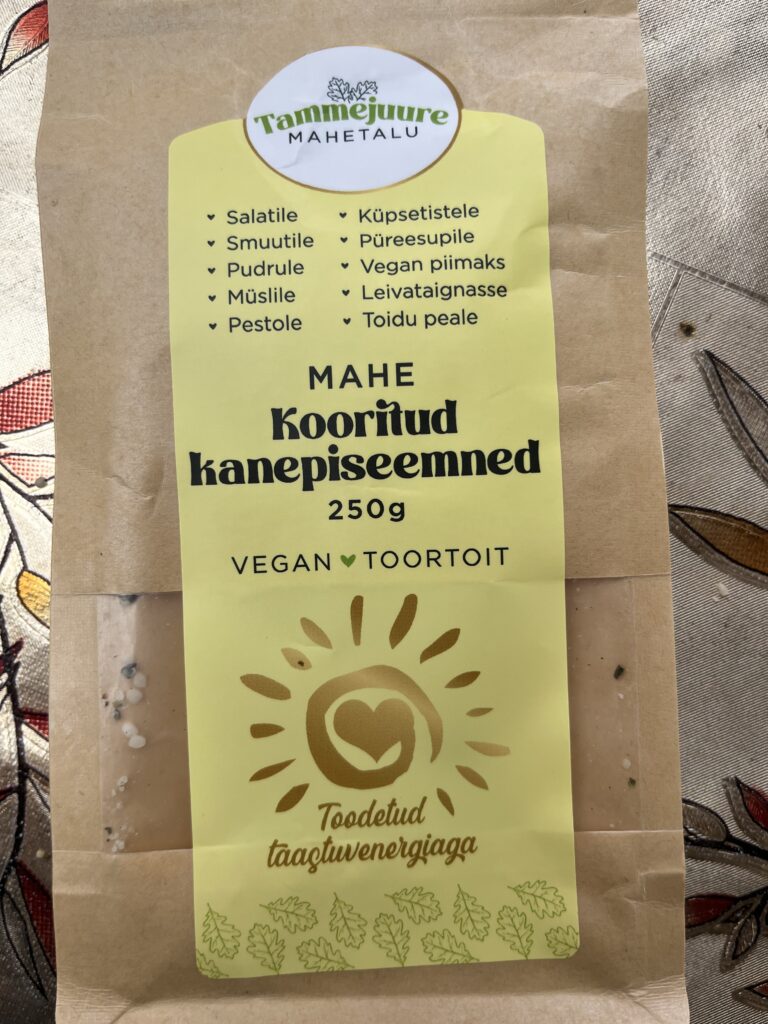 Tammejuure
MAHETALU
Salatile
Smuutile
Pudrule
Müslile
Pestole
Küpsetistele
Püreesupile
Vegan piimaks
Leivataignasse
Toidu peale
MAHE
Kooritud
kanepiseemned
250g
VEGAN TOORTOIT
Toodetud
taastuvenergiaga